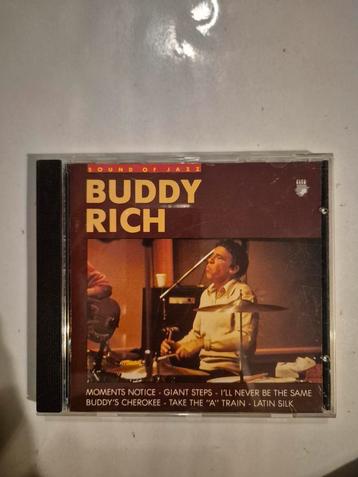 SOUND OF JAZZ
BUDDY
RICH
MOMENTS NOTICE - GIANT STEPS - I'LL NEVER BE THE SAME
BUDDY'S CHEROKEE - TAKE THE "A" TRAIN - LATIN SILK